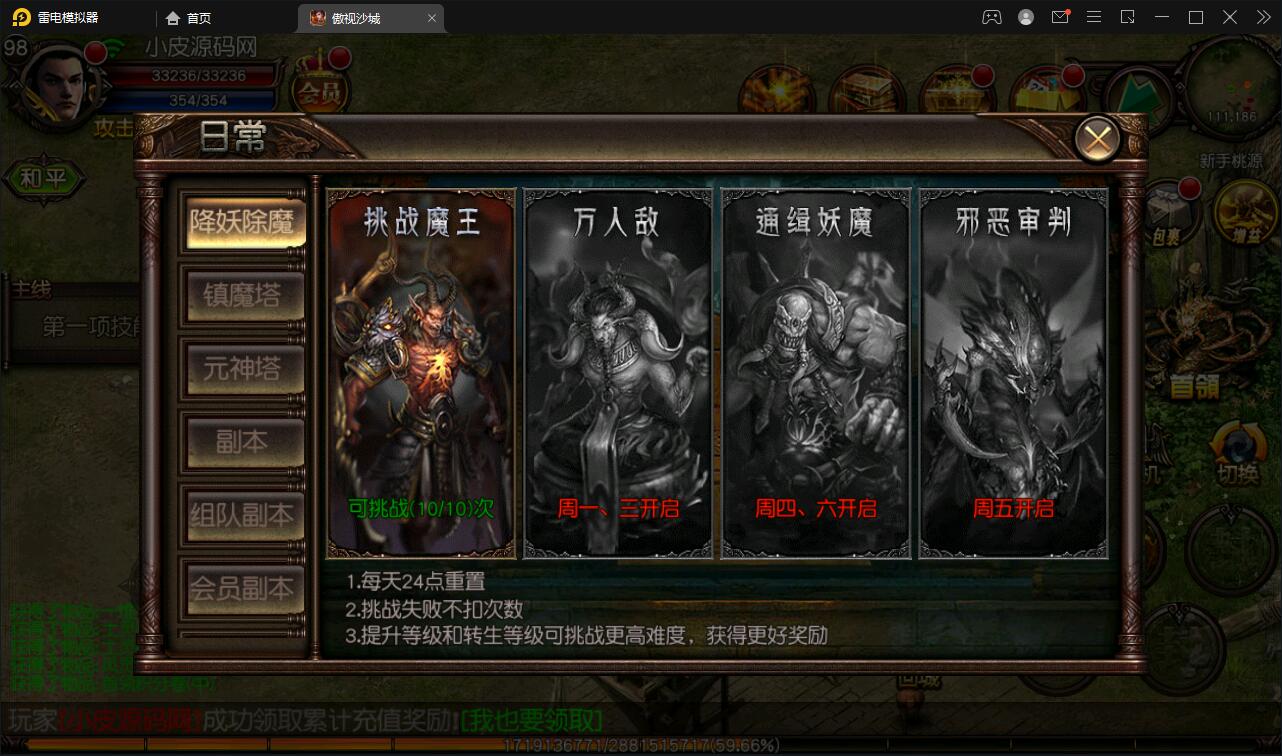 雷电模拟器
首页
傲视沙城
98
小皮源码网
33236/33236
354/354
会员
攻击
111,186
新手桃源
和平
日常
包裹
增益
降妖除魔
镇魔塔
元神塔
副本
组队副本
会员副本
主线
第一项技能
挑战魔王
可挑战(10/10)次
万人敌
周一、三开启
通缉妖魔
周四、六开启
邪恶审判
周五开启
首领
切换
1.每天24点重置
2.挑战失败不扣次数
3.提升等级和转生等级可挑战更高难度，获得更好奖励
回城
玩家[小皮源码网]成功领取累计充值奖励![我也要领取]
1719136771/2881515717(59.66%)